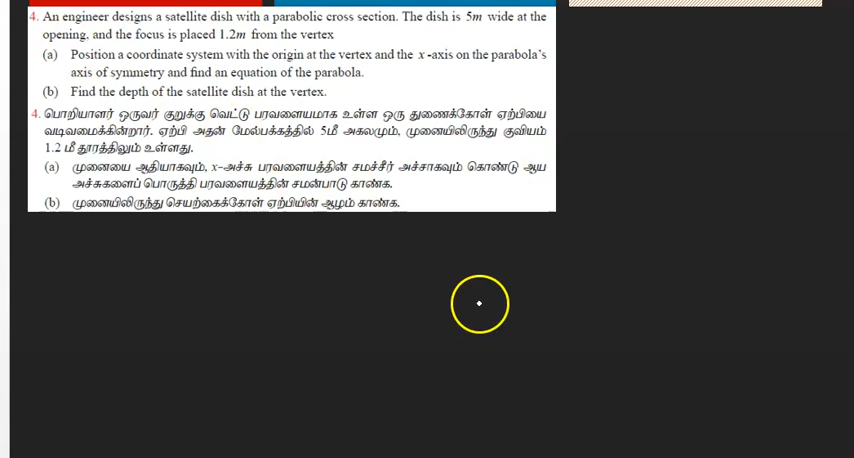 4. An engineer designs a satellite dish with a parabolic cross section. The dish is 5m wide at the
opening, and the focus is placed 1.2m from the vertex
(a) Position a coordinate system with the origin at the vertex and the x-axis on the parabola's
axis of symmetry and find an equation of the parabola.
(b) Find the depth of the satellite dish at the vertex.
4. பொறியாளர் ஒருவர் குறுக்கு வெட்டு பரவளையமாக உள்ள ஒரு துணைக்கோள் ஏற்பியை
வடிவமைக்கின்றார். ஏற்பி அதன் மேல்பக்கத்தில் 5மீ அகலமும், முனையிலிருந்து குவியம்
1.2 மீ தூரத்திலும் உள்ளது.
(a) முனையை ஆதியாகவும், x-அச்சு பரவளையத்தின் சமச்சீர் அச்சாகவும் கொண்டு ஆய
அச்சுகளைப் பொருத்தி பரவளையத்தின் சமன்பாடு காண்க.
(b) முனையிலிருந்து செயற்கைக்கோள் ஏற்பியின் ஆழம் காண்க.